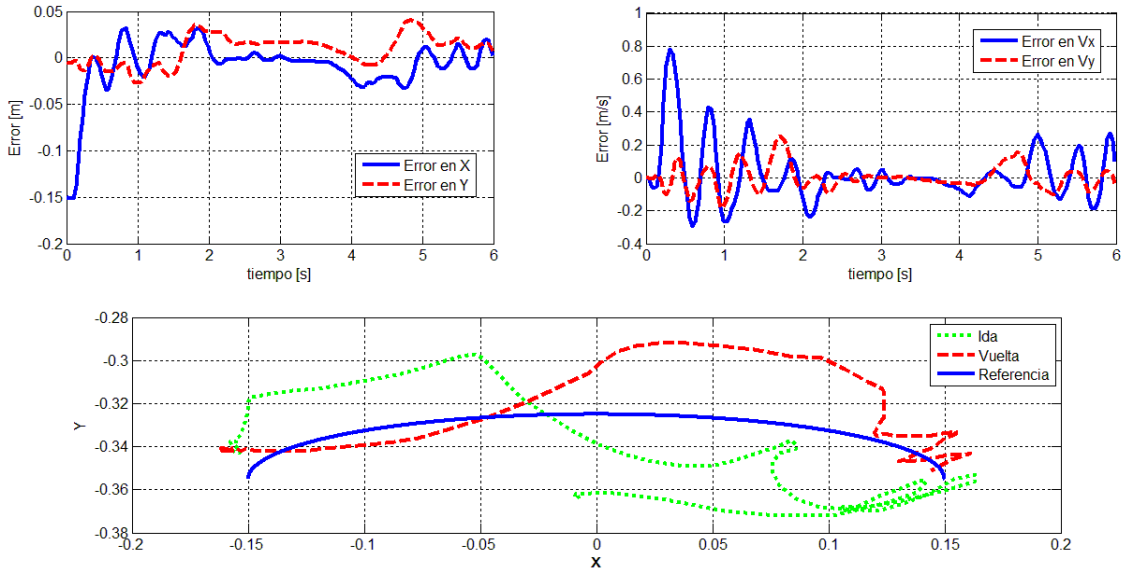 0.05
0
-0.05
-0.1
-0.15
-0.2
Error [m]
0 1 2 3 4 5 6
tiempo [s]
Error en X
Error en Y
1
0.8
0.6
0.4
0.2
0
-0.2
-0.4
Error [m/s]
0 1 2 3 4 5 6
tiempo [s]
Error en Vx
Error en Vy
-0.28
-0.3
-0.32
-0.34
-0.36
-0.38
Y
-0.2 -0.15 -0.1 -0.05 0 0.05 0.1 0.15 0.2
X
Ida
Vuelta
Referencia